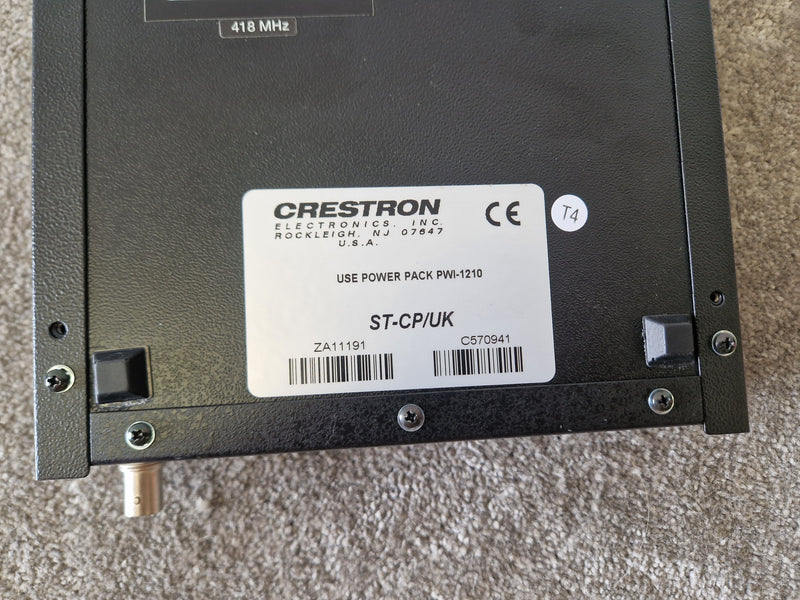 418 MHz
CRESTRON
ELECTRONICS, INC.
ROCKLEIGH, NJ 07647
U.S.A.
CE
T4
USE POWER PACK PWI-1210
ST-CP/UK
ZA11191
C570941